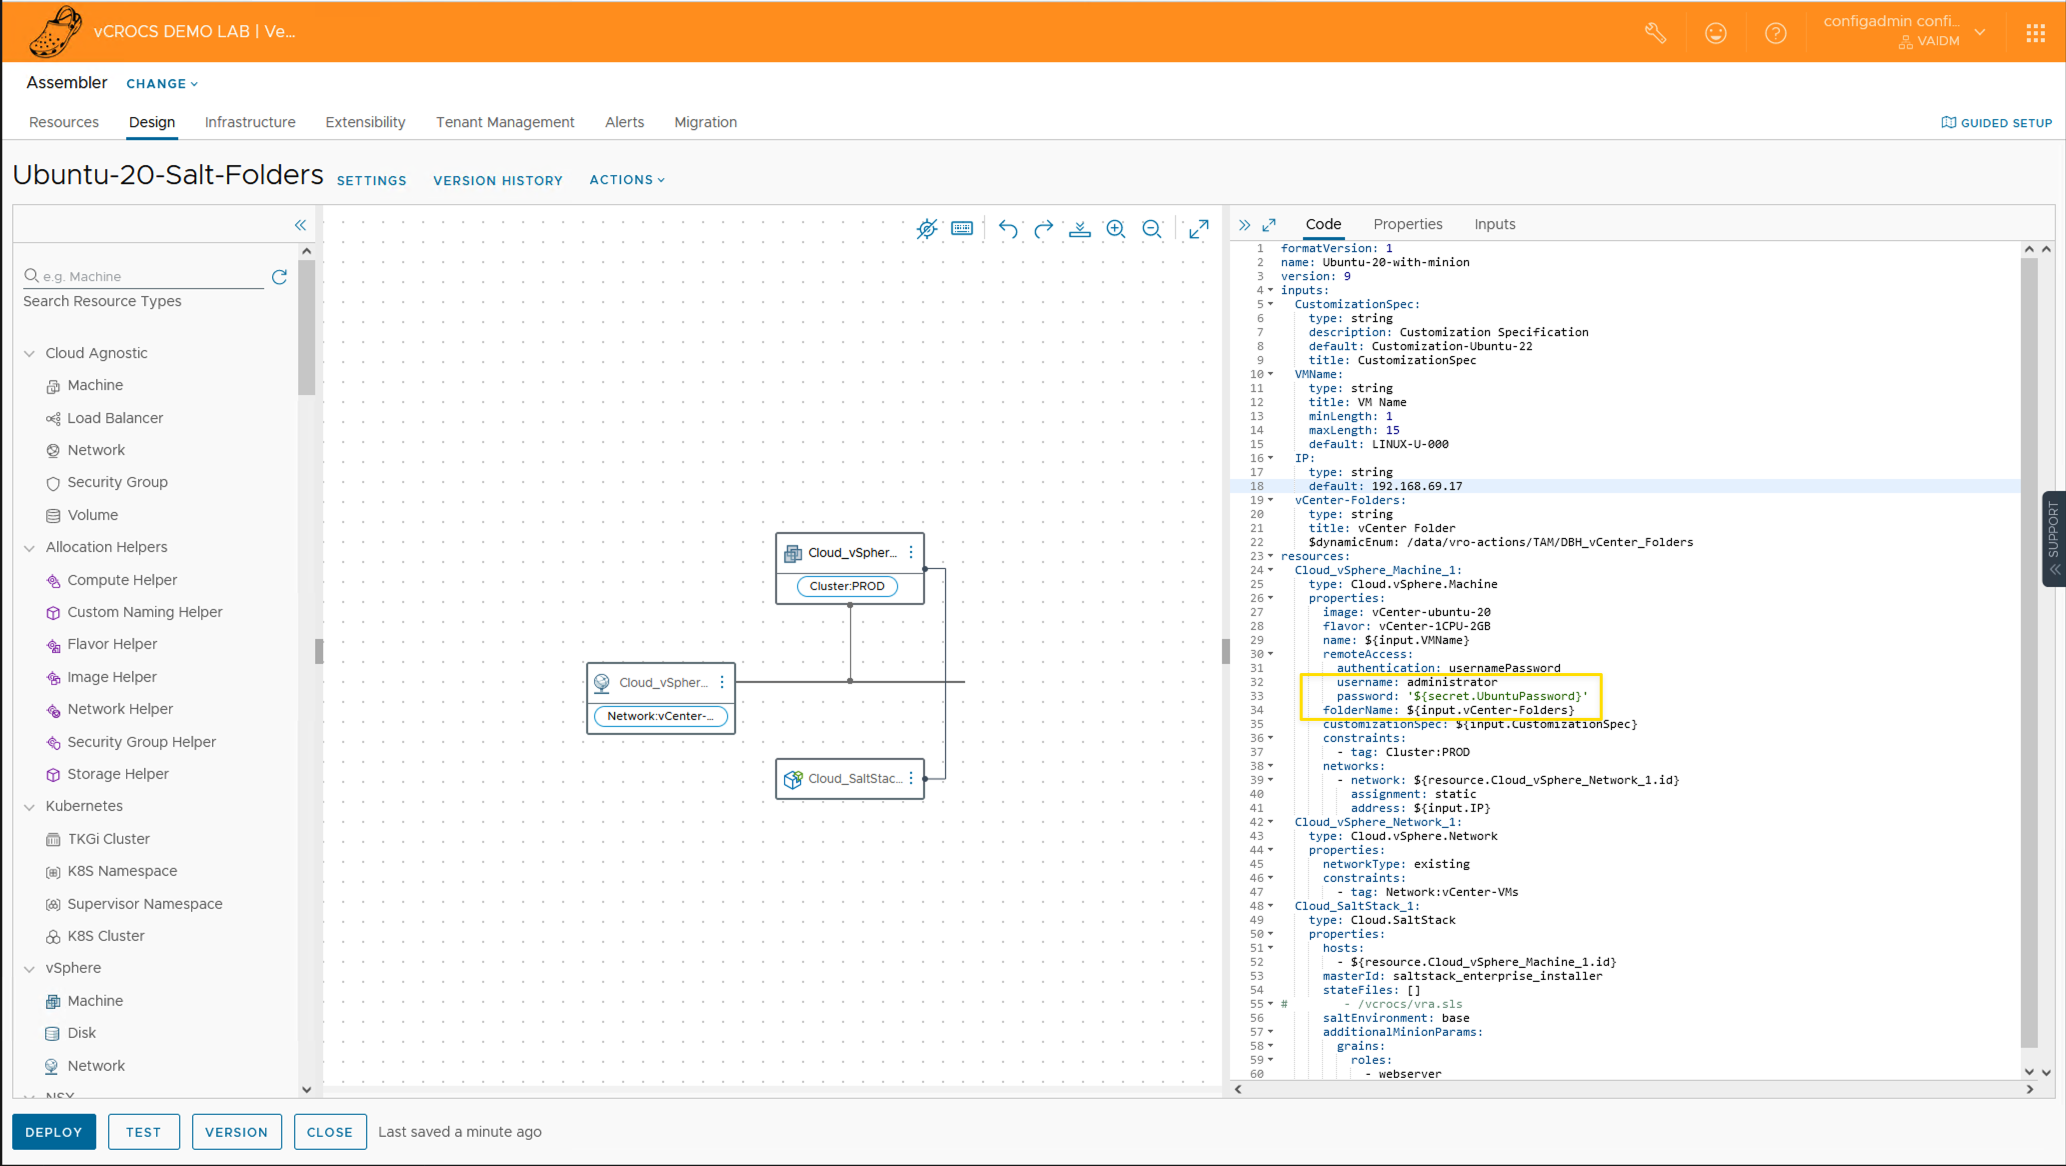 vCROCS DEMO LAB | Ve...
configadmin confi...
VAIDM
Assembler CHANGE
Resources Design Infrastructure Extensibility Tenant Management Alerts Migration
GUIDED SETUP
Ubuntu-20-Salt-Folders SETTINGS VERSION HISTORY ACTIONS
e.g. Machine
Search Resource Types
Cloud Agnostic
Machine
Load Balancer
Network
Security Group
Volume
Allocation Helpers
Compute Helper
Custom Naming Helper
Flavor Helper
Image Helper
Network Helper
Security Group Helper
Storage Helper
Kubernetes
TKGi Cluster
K8S Namespace
Supervisor Namespace
K8S Cluster
vSphere
Machine
Disk
Network
NSX
Cloud_vSpher...
Cluster:PROD
Cloud_vSpher...
Network:vCenter-...
Cloud_SaltStac...
Code Properties Inputs
1 formatVersion: 1
2 name: Ubuntu-20-with-minion
3 version: 9
4 inputs:
5 CustomizationSpec:
6 type: string
7 description: Customization Specification
8 default: Customization-Ubuntu-22
9 title: CustomizationSpec
10 VMName:
11 type: string
12 title: VM Name
13 minLength: 1
14 maxLength: 15
15 default: LINUX-U-000
16 IP:
17 type: string
18 default: 192.168.69.17
19 vCenter-Folders:
20 type: string
21 title: vCenter Folder
22 $dynamicEnum: /data/vro-actions/TAM/DBH_vCenter_Folders
23 resources:
24 Cloud_vSphere_Machine_1:
25 type: Cloud.vSphere.Machine
26 properties:
27 image: vCenter-ubuntu-20
28 flavor: vCenter-1CPU-2GB
29 name: ${input.VMName}
30 remoteAccess:
31 authentication: usernamePassword
32 username: administrator
33 password: '${secret.UbuntuPassword}'
34 folderName: ${input.vCenter-Folders}
35 customizationSpec: ${input.CustomizationSpec}
36 constraints:
37 - tag: Cluster:PROD
38 networks:
39 - network: ${resource.Cloud_vSphere_Network_1.id}
40 assignment: static
41 address: ${input.IP}
42 Cloud_vSphere_Network_1:
43 type: Cloud.vSphere.Network
44 properties:
45 networkType: existing
46 constraints:
47 - tag: Network:vCenter-VMs
48 Cloud_SaltStack_1:
49 type: Cloud.SaltStack
50 properties:
51 hosts:
52 - ${resource.Cloud_vSphere_Machine_1.id}
53 masterId: saltstack_enterprise_installer
54 stateFiles: []
55 # - /vcrocs/vra.sls
56 saltEnvironment: base
57 additionalMinionParams:
58 grains:
59 roles:
60 - webserver
SUPPORT
DEPLOY TEST VERSION CLOSE Last saved a minute ago